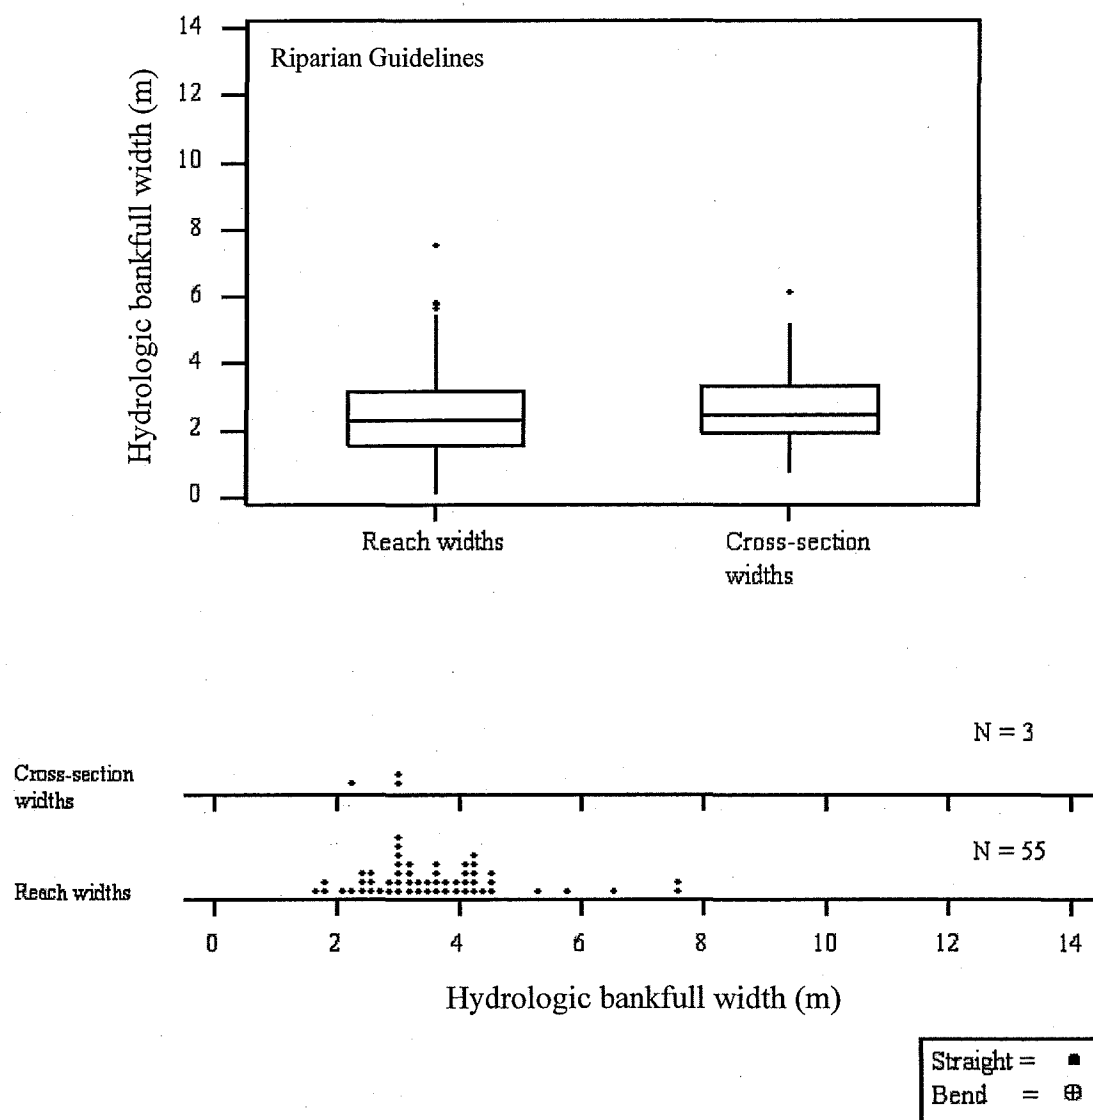 14
Riparian Guidelines
12
10
8
6
4
2
0
Hydrologic bankfull width (m)
Reach widths
Cross-section
widths
N = 3
Cross-section
widths
N = 55
Reach widths
0 2 4 6 8 10 12 14
Hydrologic bankfull width (m)
Straight =
Bend =